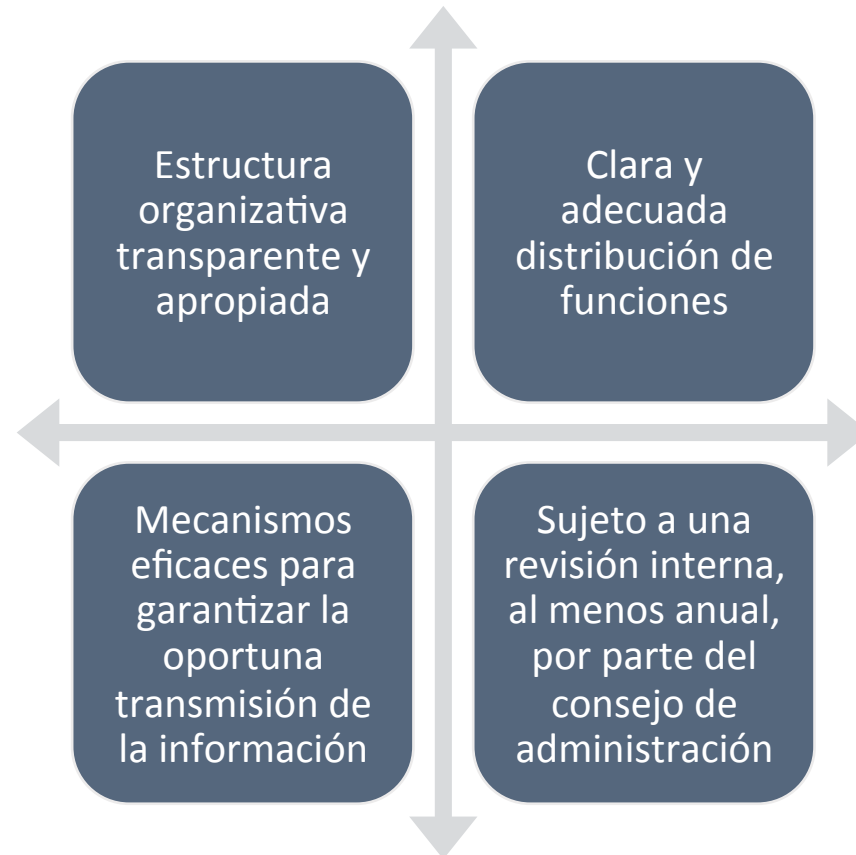 Estructura
organizativa
transparente y
apropiada
Clara y
adecuada
distribución de
funciones
Mecanismos
eficaces para
garantizar la
oportuna
transmisión de
la información
Sujeto a una
revisión interna,
al menos anual,
por parte del
consejo de
administración